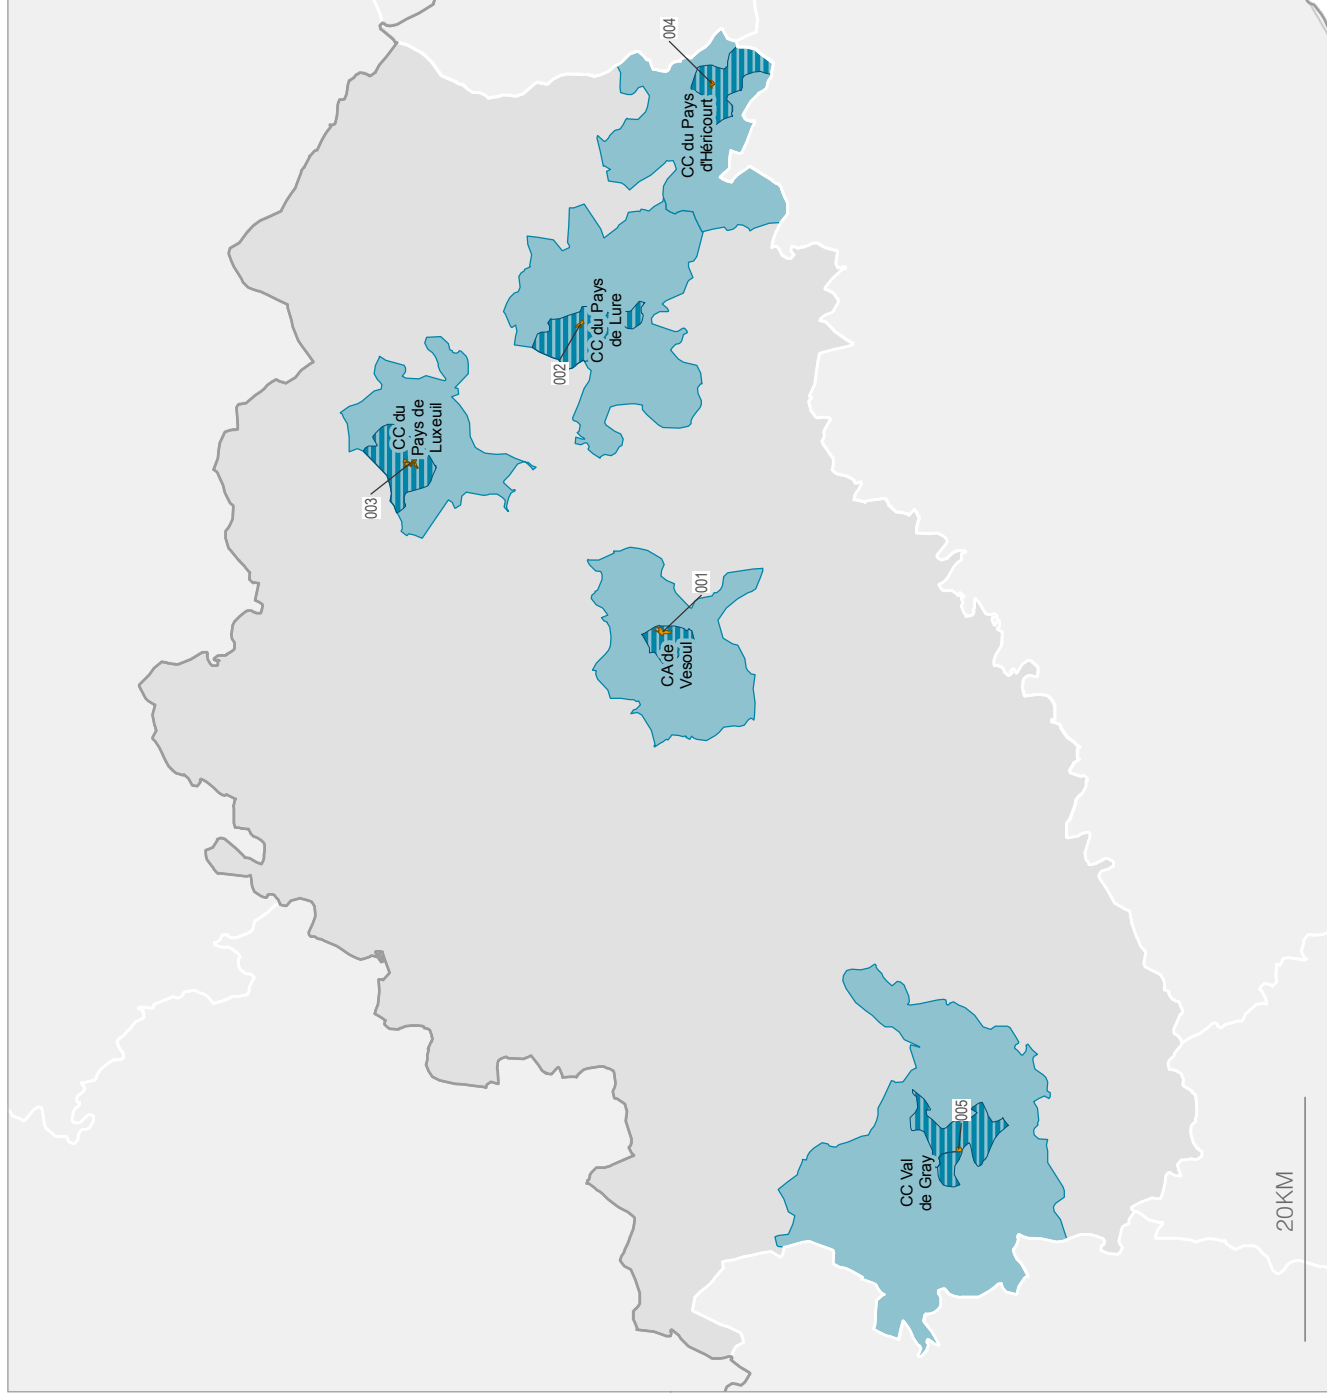 003
CC du
Pays de
Luxeuil
002
CC du Pays
de Lure
004
CC du Pays
d'Héricourt
001
CA de
Vesoul
005
CC Val
de Gray
20KM